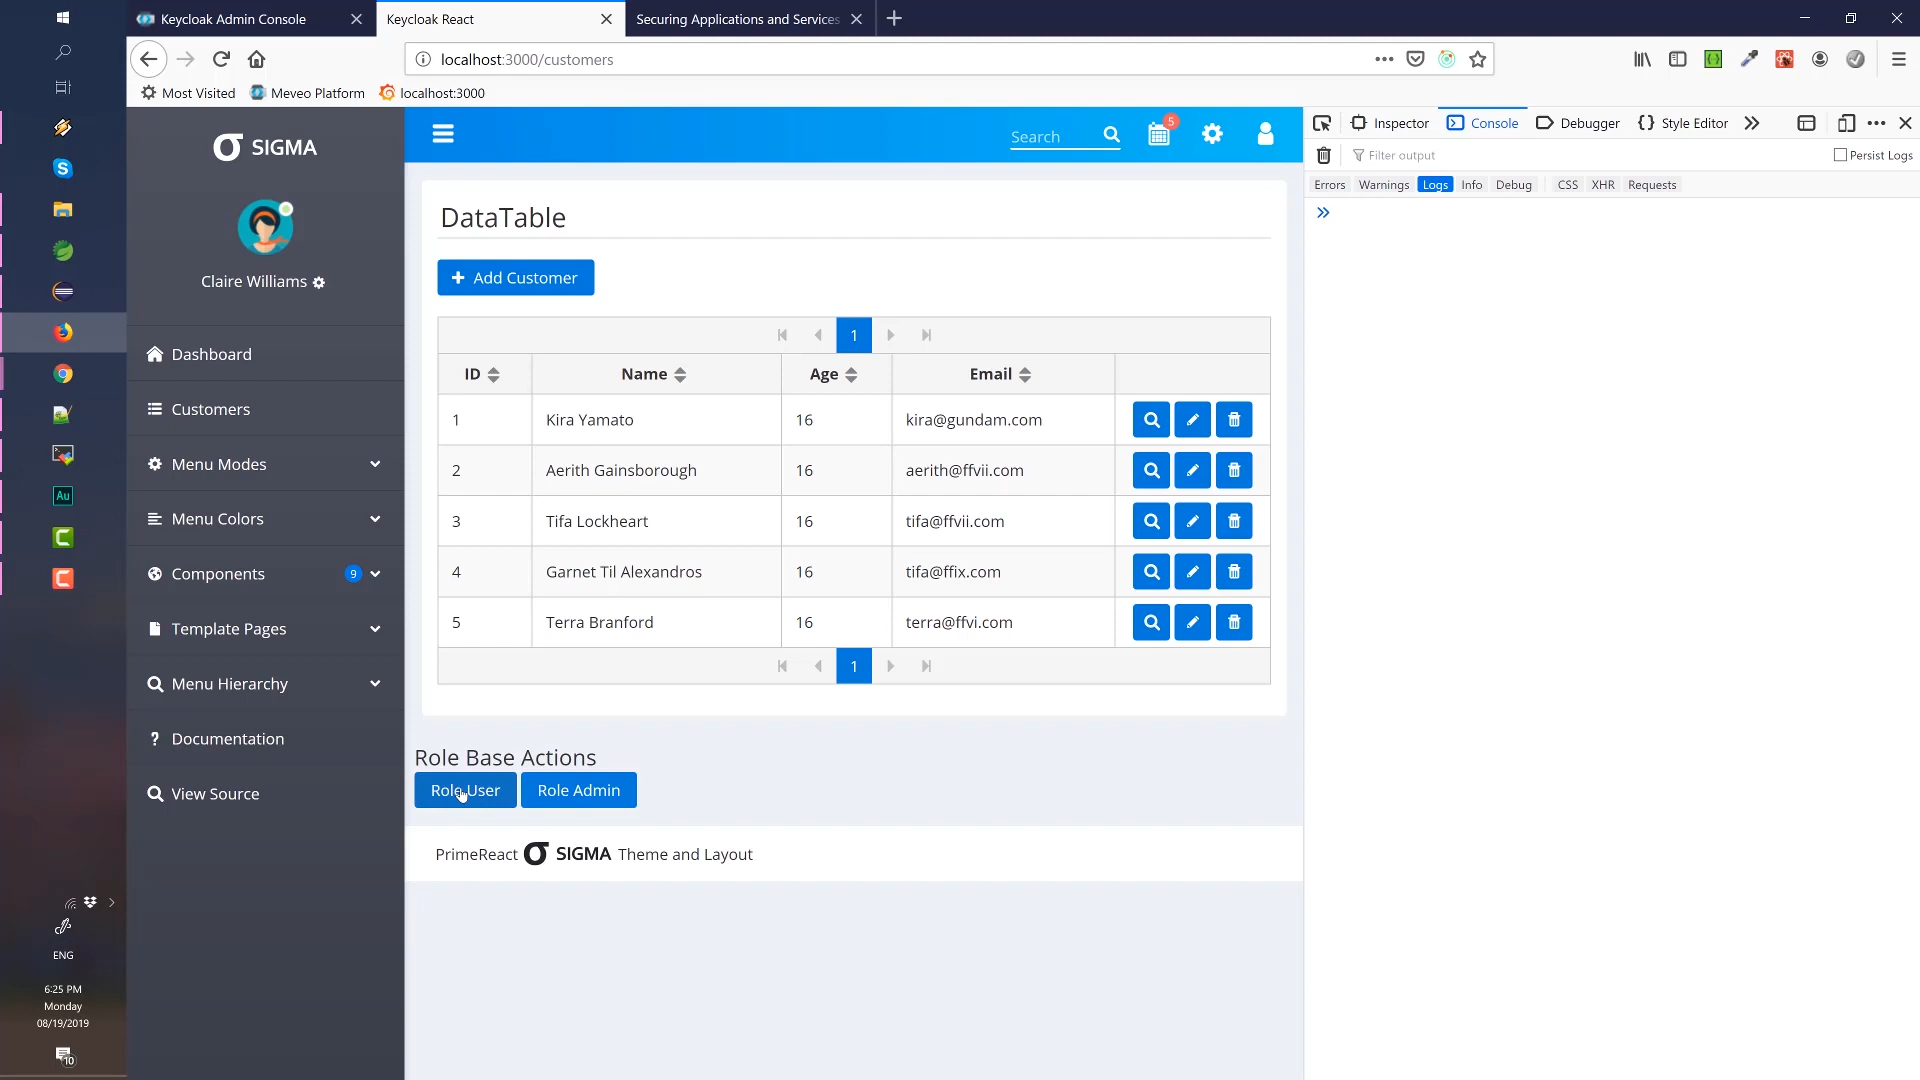 Keycloak Admin Console
Keycloak React
Securing Applications and Services
localhost:3000/customers
Most Visited
Meveo Platform
localhost:3000
SIGMA
Claire Williams
Dashboard
Customers
Menu Modes
Menu Colors
Components 9
Template Pages
Menu Hierarchy
? Documentation
View Source
Search
5
DataTable
+ Add Customer
1
ID Name Age Email
1 Kira Yamato 16 kira@gundam.com
2 Aerith Gainsborough 16 aerith@ffvii.com
3 Tifa Lockheart 16 tifa@ffvii.com
4 Garnet Til Alexandros 16 tifa@ffix.com
5 Terra Branford 16 terra@ffvi.com
1
Role Base Actions
Role User Role Admin
PrimeReact SIGMA Theme and Layout
Inspector Console Debugger {} Style Editor
Filter output Persist Logs
Errors Warnings Logs Info Debug CSS XHR Requests
Au
ENG
6:25 PM
Monday
08/19/2019
10